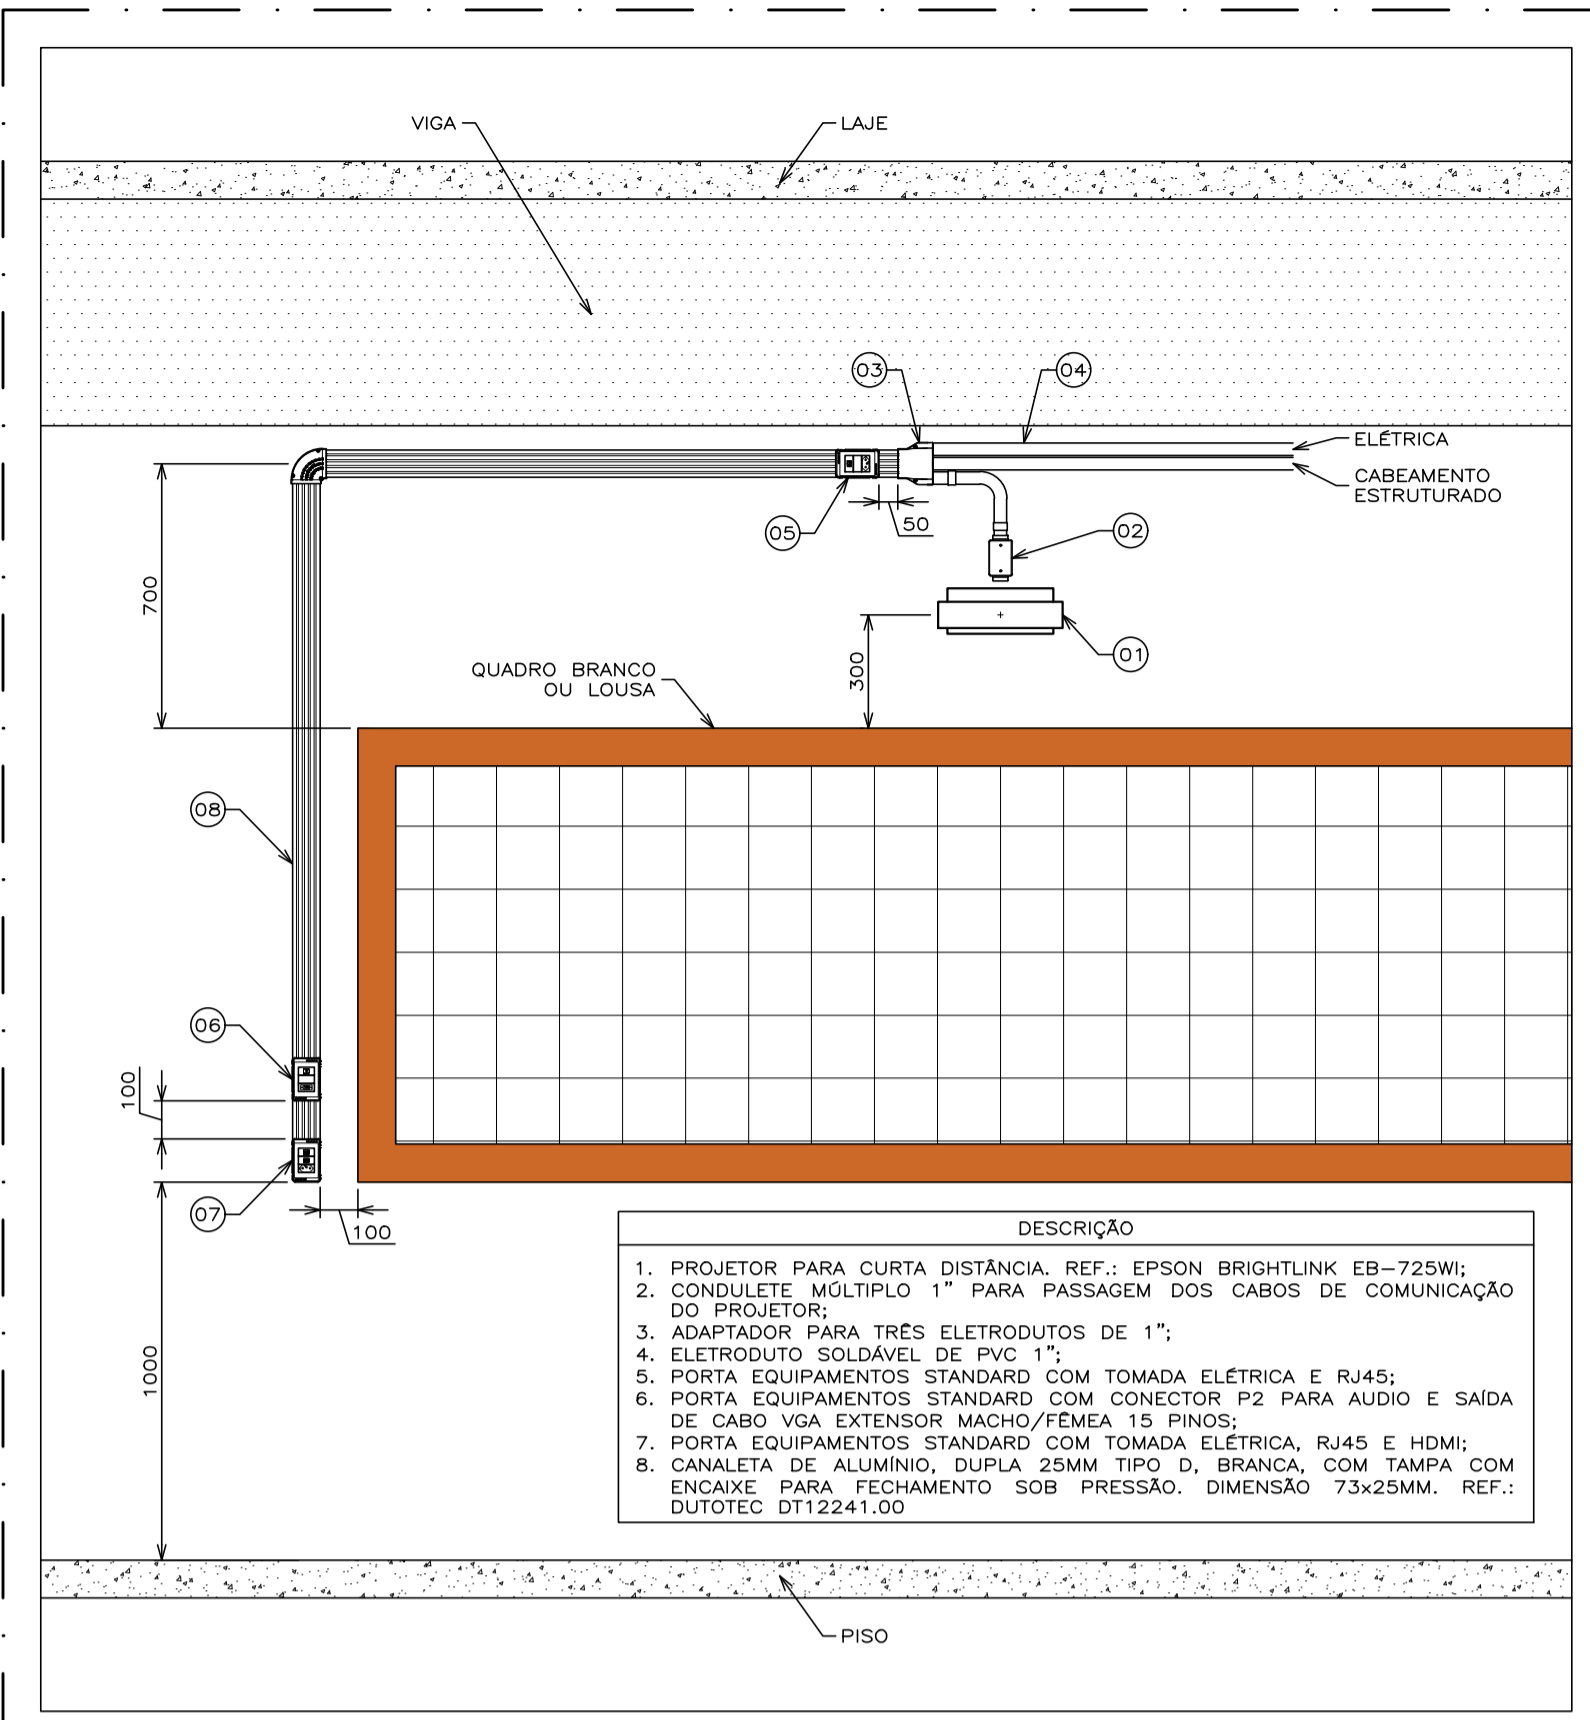 VIGA
LAJE
03
04
ELÉTRICA
CABEAMENTO
ESTRUTURADO
05
50
02
700
300
01
QUADRO BRANCO
OU LOUSA
08
06
100
07
100
1000
DESCRIÇÃO
1. PROJETOR PARA CURTA DISTÂNCIA. REF.: EPSON BRIGHTLINK EB-725WI;
2. CONDULETE MÚLTIPLO 1" PARA PASSAGEM DOS CABOS DE COMUNICAÇÃO
DO PROJETOR;
3. ADAPTADOR PARA TRÊS ELETRODUTOS DE 1";
4. ELETRODUTO SOLDÁVEL DE PVC 1";
5. PORTA EQUIPAMENTOS STANDARD COM TOMADA ELÉTRICA E RJ45;
6. PORTA EQUIPAMENTOS STANDARD COM CONECTOR P2 PARA AUDIO E SAÍDA
DE CABO VGA EXTENSOR MACHO/FÊMEA 15 PINOS;
7. PORTA EQUIPAMENTOS STANDARD COM TOMADA ELÉTRICA, RJ45 E HDMI;
8. CANALETA DE ALUMÍNIO, DUPLA 25MM TIPO D, BRANCA, COM TAMPA COM
ENCAIXE PARA FECHAMENTO SOB PRESSÃO. DIMENSÃO 73x25MM. REF.:
DUTOTEC DT12241.00
PISO